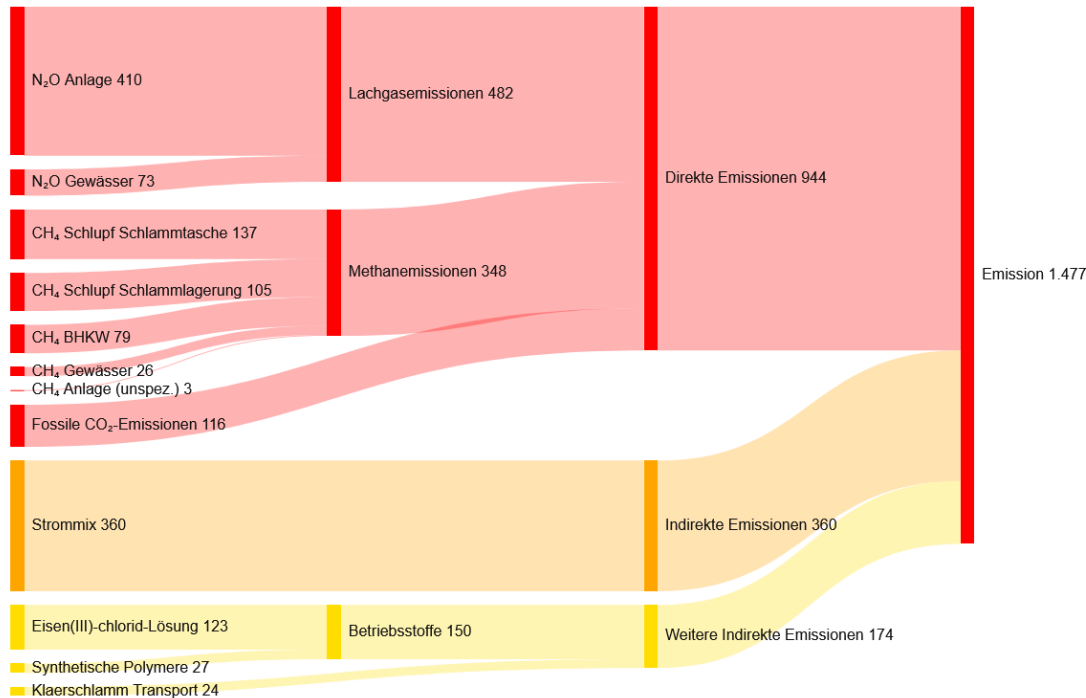 N₂O Anlage 410
Lachgasemissionen 482
N₂O Gewässer 73
Direkte Emissionen 944
CH₄ Schlupf Schlammtasche 137
Methanemissionen 348
Emission 1.477
CH₄ Schlupf Schlammlagerung 105
CH₄ BHKW 79
CH₄ Gewässer 26
CH₄ Anlage (unspez.) 3
Fossile CO₂-Emissionen 116
Strommix 360
Indirekte Emissionen 360
Eisen(III)-chlorid-Lösung 123
Betriebsstoffe 150
Weitere Indirekte Emissionen 174
Synthetische Polymere 27
Klaerschlamm Transport 24